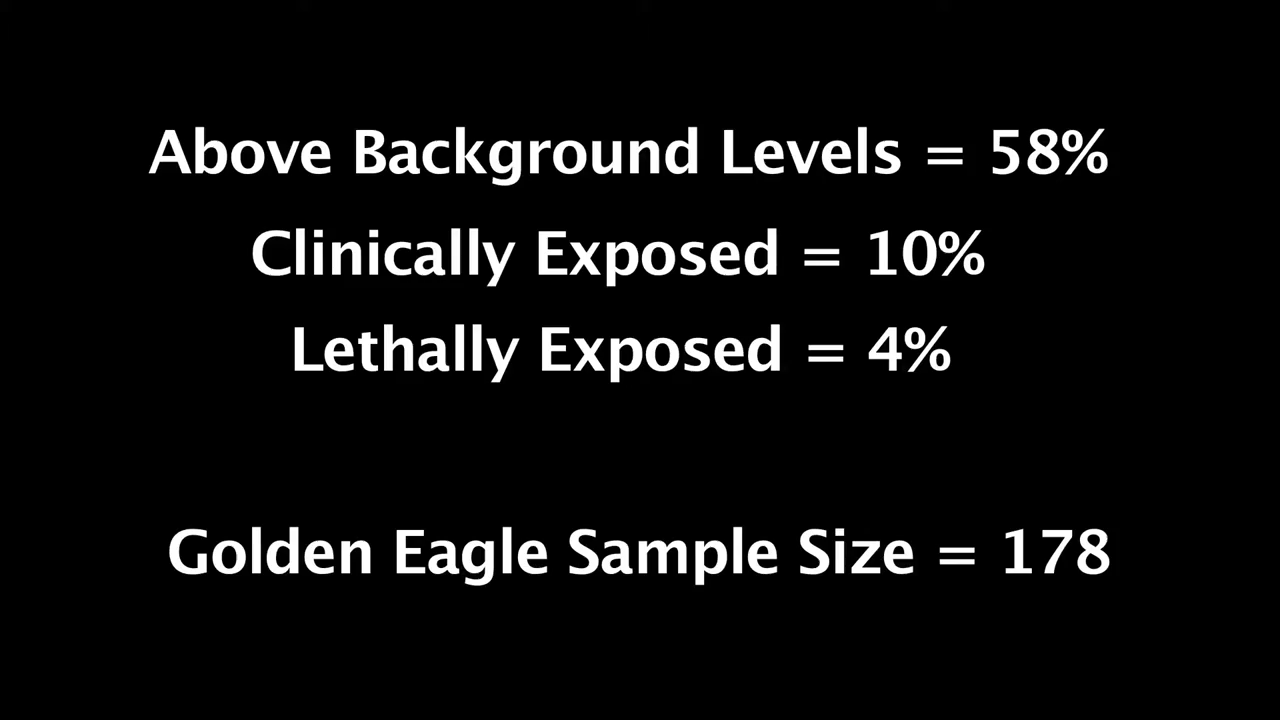 Above Background Levels = 58%
Clinically Exposed = 10%
Lethally Exposed = 4%
Golden Eagle Sample Size = 178